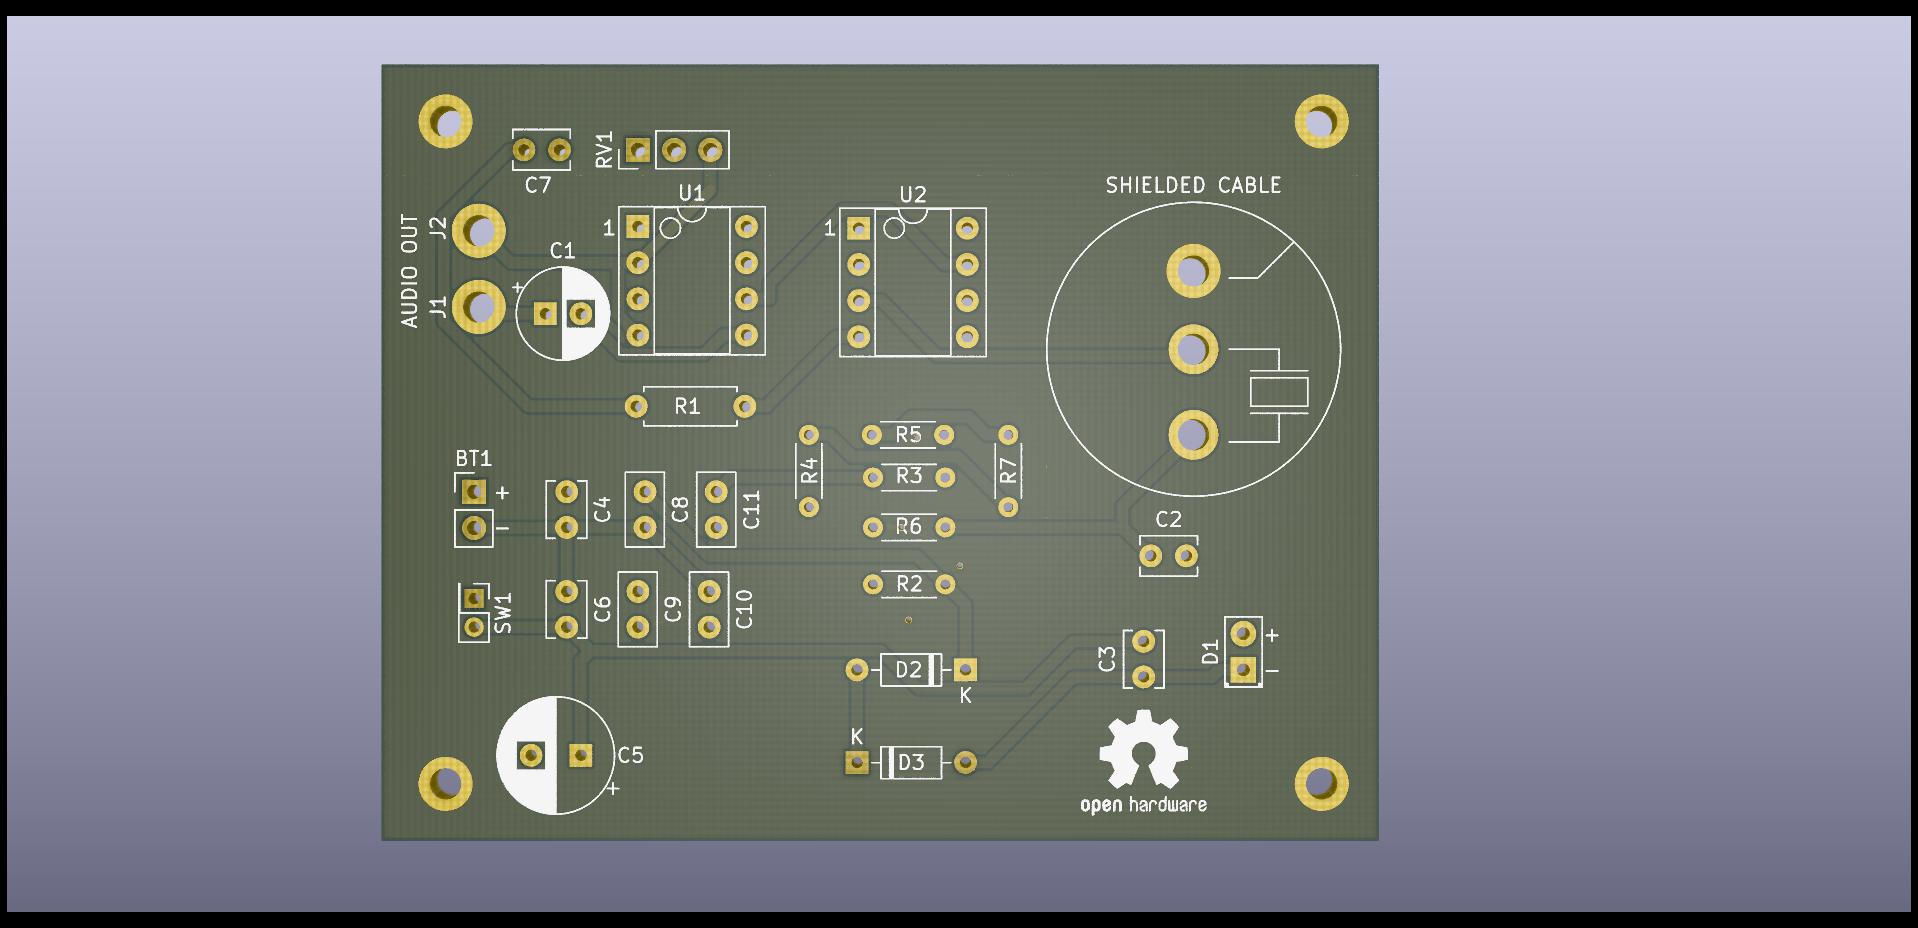 RV1
C7
U1
U2
SHIELDED CABLE
1
1
J2
AUDIO OUT
C1
+
J1
R1
BT1
+
-
C4
C8
C11
R4
R5
R3
R7
R6
C2
R2
SW1
C6
C9
C10
D2
K
C3
D1
+
-
K
D3
C5
+
open hardware